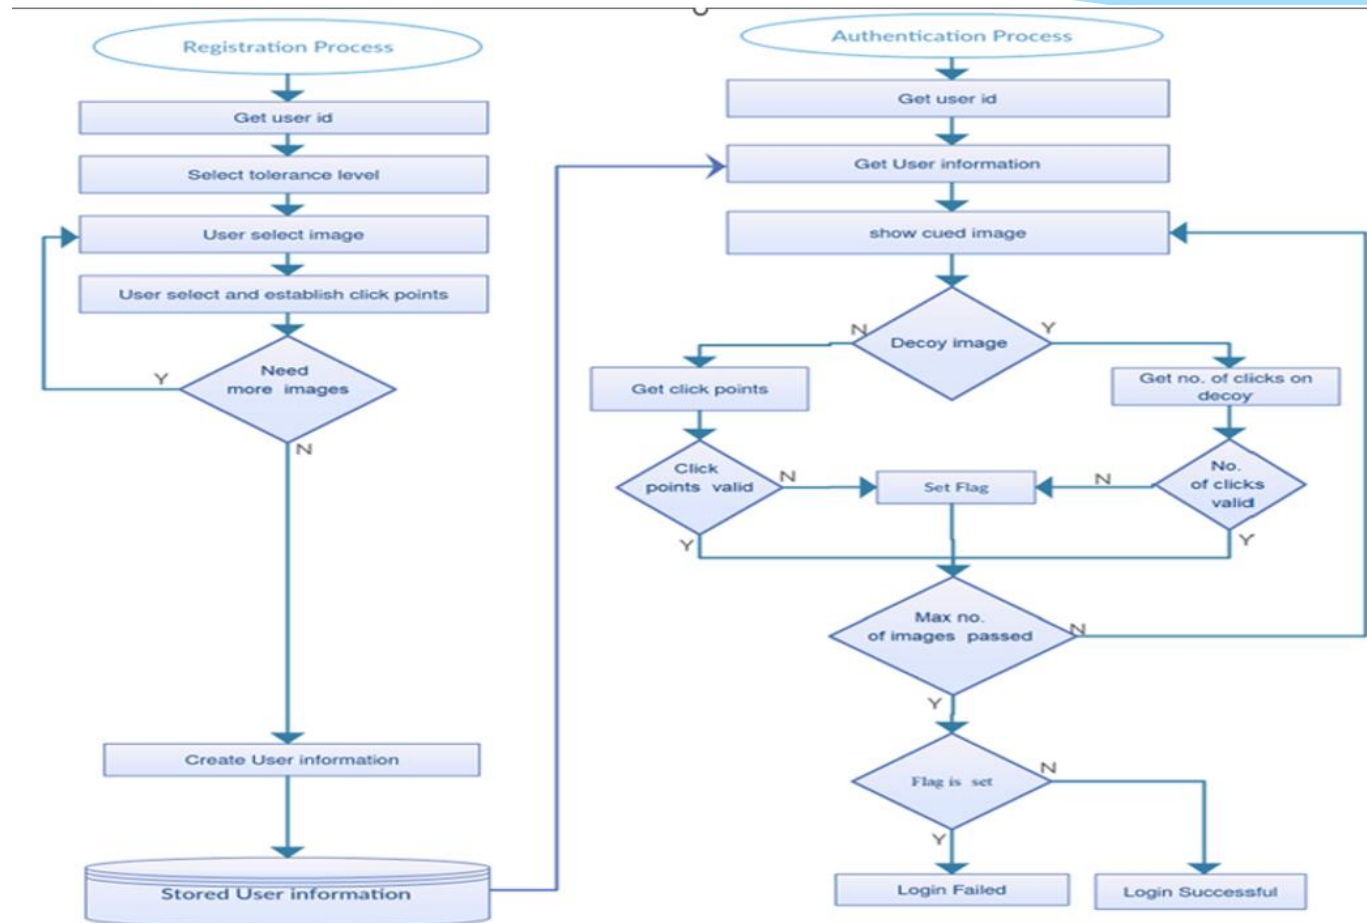 Registration Process
Get user id
Select tolerance level
User select image
User select and establish click points
Need
more images
Y
N
Create User information
Stored User information
Authentication Process
Get user id
Get User information
show cued image
Decoy image
N
Y
Get click points
Get no. of clicks on
decoy
Click
points valid
N
Y
Set Flag
No.
of clicks
valid
N
Y
Max no.
of images passed
N
Y
Flag is set
N
Y
Login Failed
Login Successful